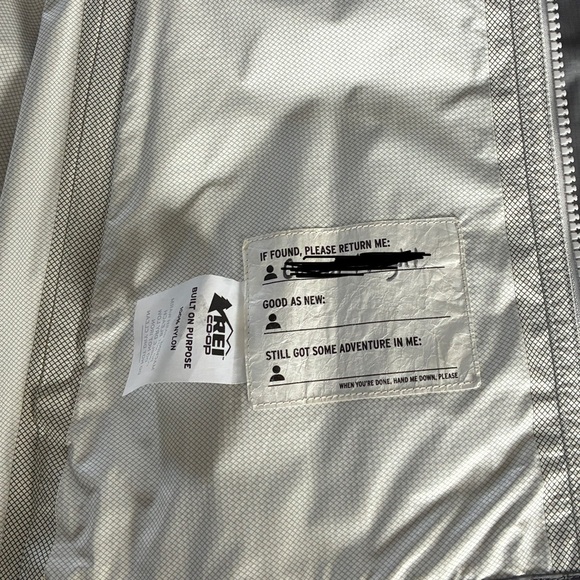 IF FOUND, PLEASE RETURN ME:
GOOD AS NEW:
STILL GOT SOME ADVENTURE IN ME:
WHEN YOU'RE DONE, HAND ME DOWN, PLEASE
REI
CO·OP
BUILT ON PURPOSE
100% NYLON